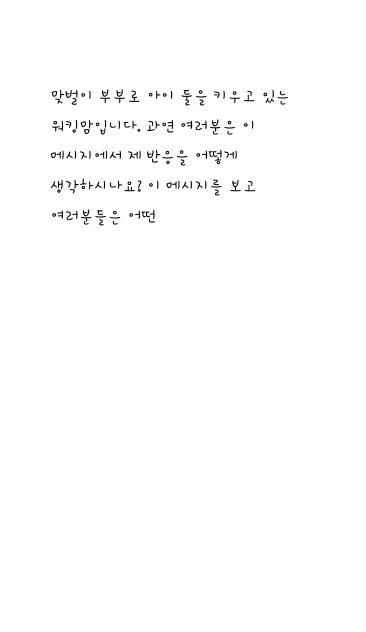 맞벌이 부부로 아이 둘을 키우고 있는
워킹맘입니다. 과연 여러분은 이
메시지에서 제 반응을 어떻게
생각하시나요? 이 메시지를 보고
여러분들은 어떤